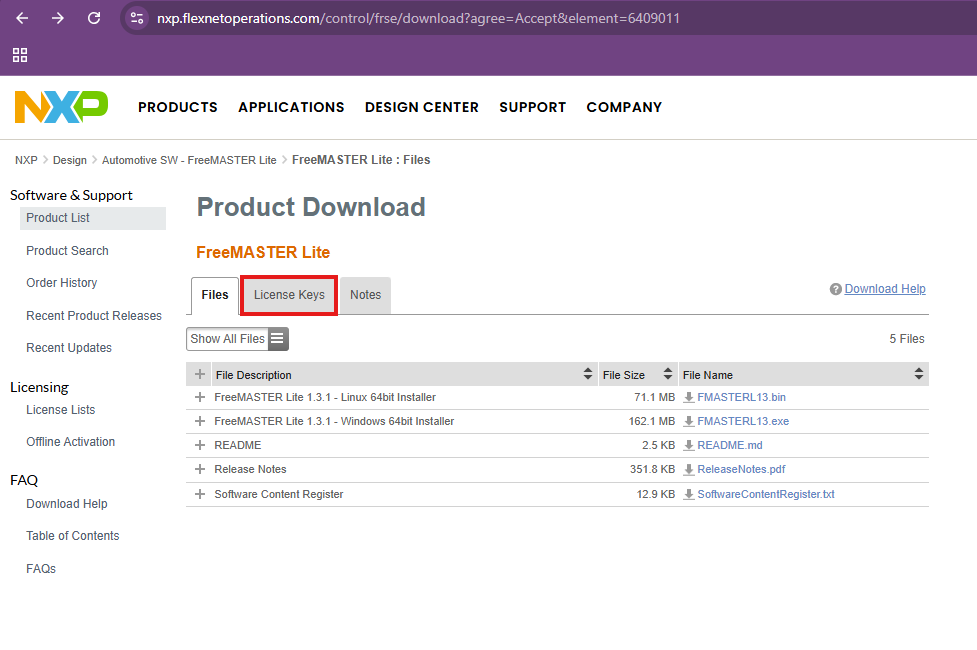 nxp.flexnetoperations.com/control/frse/download?agree=Accept&element=6409011
NXP
PRODUCTS APPLICATIONS DESIGN CENTER SUPPORT COMPANY
NXP > Design > Automotive SW - FreeMASTER Lite > FreeMASTER Lite : Files
Software & Support
Product List
Product Search
Order History
Recent Product Releases
Recent Updates
Licensing
License Lists
Offline Activation
FAQ
Download Help
Table of Contents
FAQs
Product Download
FreeMASTER Lite
Files License Keys Notes
? Download Help
Show All Files
5 Files
+ File Description File Size File Name
+ FreeMASTER Lite 1.3.1 - Linux 64bit Installer 71.1 MB FMASTERL13.bin
+ FreeMASTER Lite 1.3.1 - Windows 64bit Installer 162.1 MB FMASTERL13.exe
+ README 2.5 KB README.md
+ Release Notes 351.8 KB ReleaseNotes.pdf
+ Software Content Register 12.9 KB SoftwareContentRegister.txt